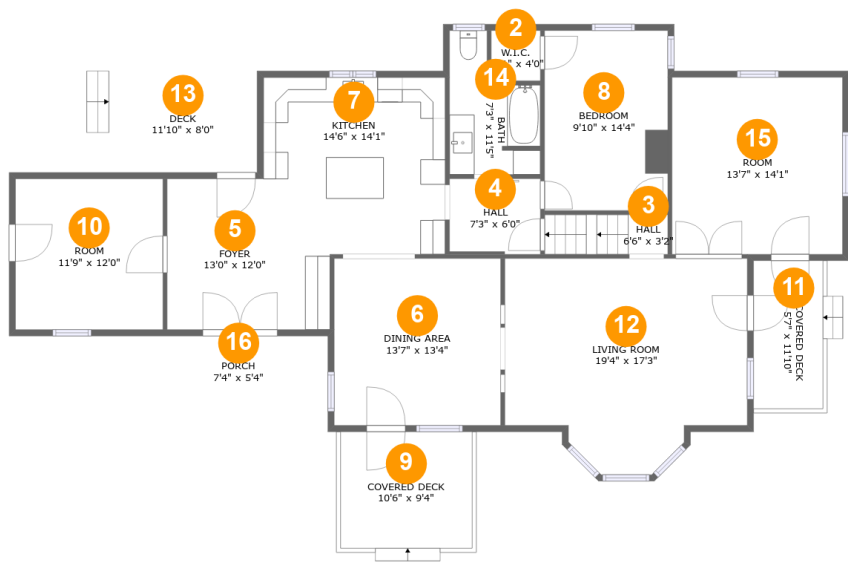 2
W.I.C.
" x 4'0"
13
DECK
11'10" x 8'0"
7
KITCHEN
14'6" x 14'1"
14
BATH
7'3" x 11'5"
8
BEDROOM
9'10" x 14'4"
15
ROOM
13'7" x 14'1"
4
HALL
7'3" x 6'0"
3
HALL
6'6" x 3'2"
10
ROOM
11'9" x 12'0"
5
FOYER
13'0" x 12'0"
11
COVERED DECK
5'7" x 11'10"
6
DINING AREA
13'7" x 13'4"
12
LIVING ROOM
19'4" x 17'3"
16
PORCH
7'4" x 5'4"
9
COVERED DECK
10'6" x 9'4"